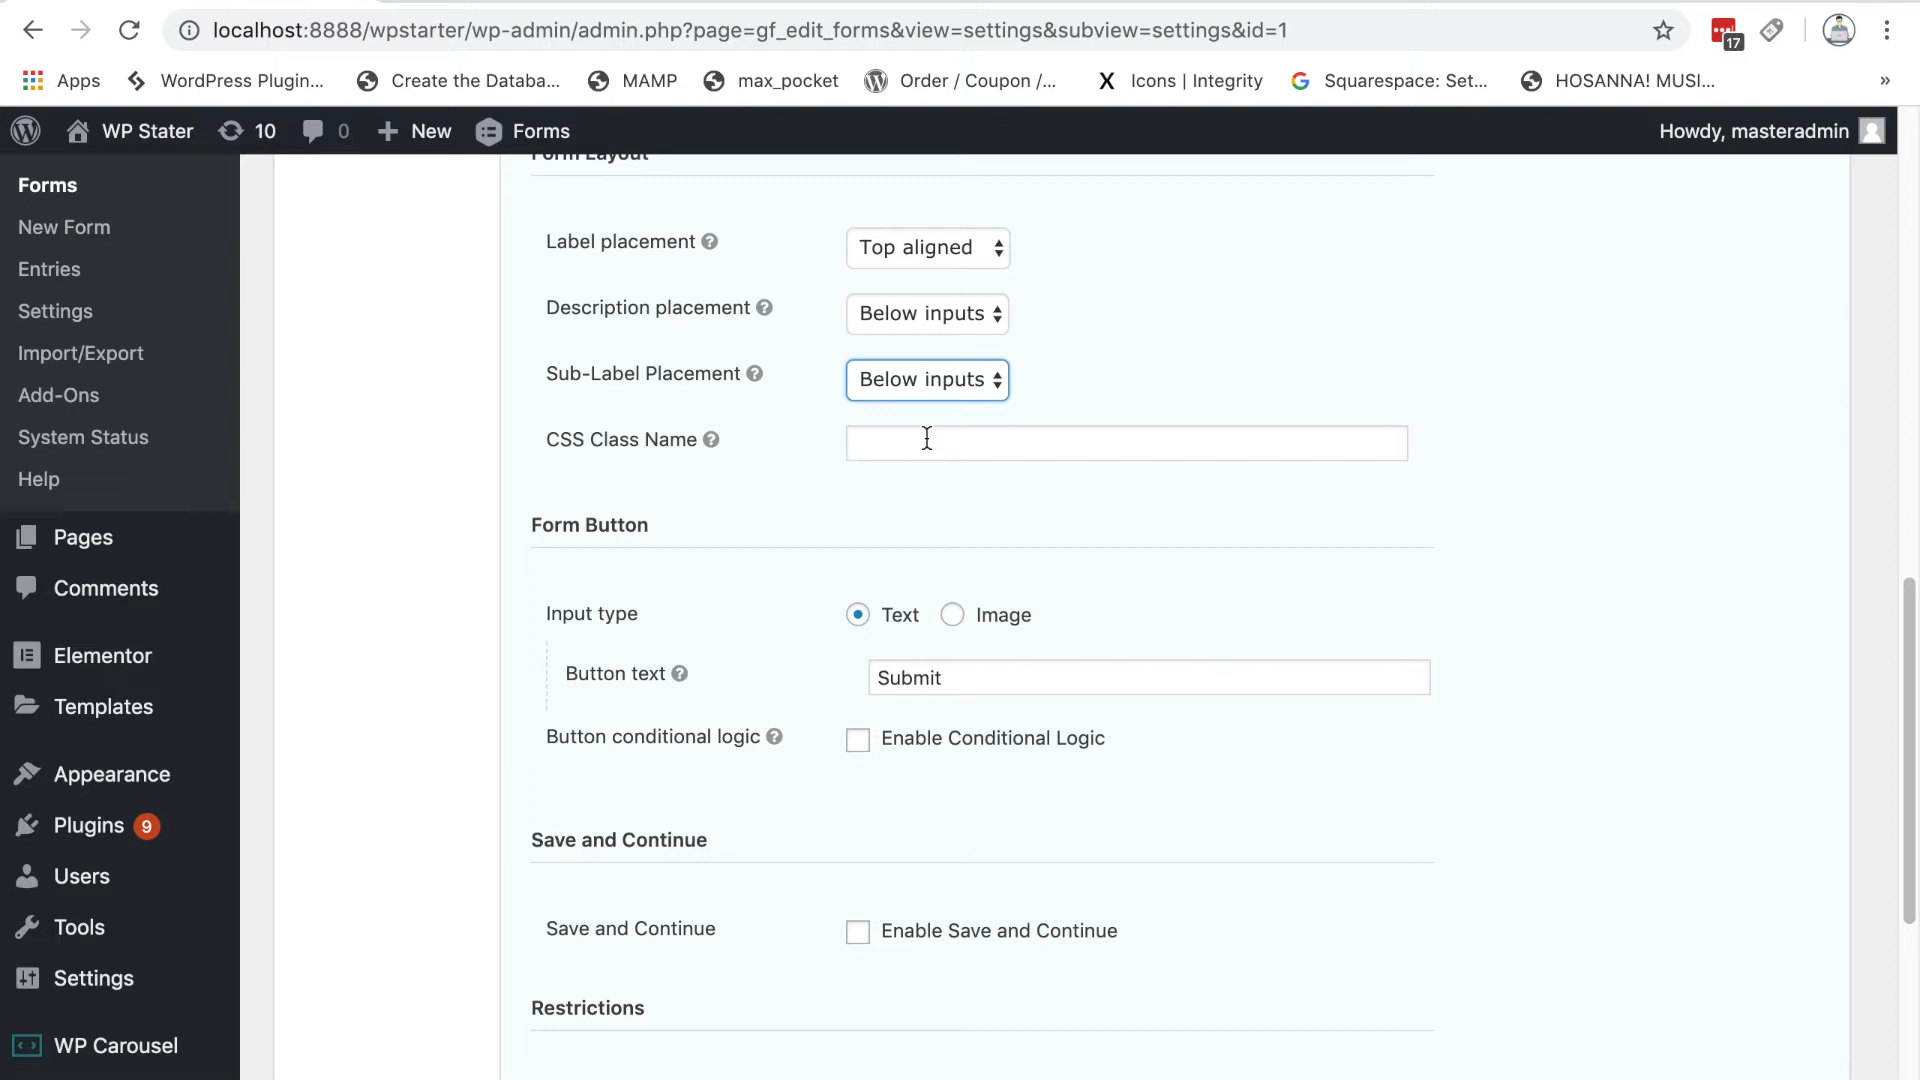 localhost:8888/wpstarter/wp-admin/admin.php?page=gf_edit_forms&view=settings&subview=settings&id=1
17
Apps
WordPress Plugin...
Create the Databa...
MAMP
max_pocket
Order / Coupon /...
Icons | Integrity
Squarespace: Set...
HOSANNA! MUSI...
»
WP Stater
10
0
New
Forms
Howdy, masteradmin
Forms
New Form
Entries
Settings
Import/Export
Add-Ons
System Status
Help
Pages
Comments
Elementor
Templates
Appearance
Plugins 9
Users
Tools
Settings
WP Carousel
Form Layout
Label placement ?
Top aligned
Description placement ?
Below inputs
Sub-Label Placement ?
Below inputs
CSS Class Name ?
Form Button
Input type
Text
Image
Button text ?
Submit
Button conditional logic ?
Enable Conditional Logic
Save and Continue
Save and Continue
Enable Save and Continue
Restrictions